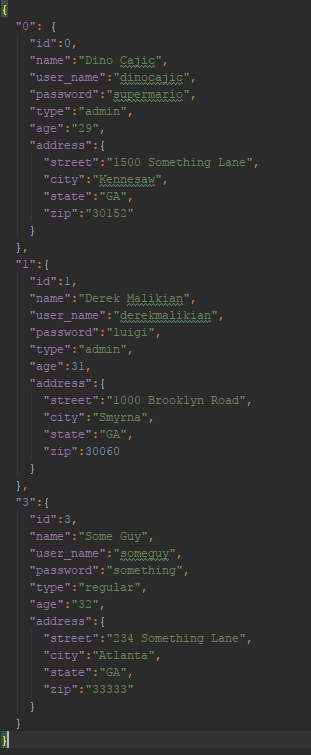 {
  "0": {
    "id":0,
    "name":"Dino Cajic",
    "user_name":"dinocajic",
    "password":"supermario",
    "type":"admin",
    "age":"29",
    "address":{
      "street":"1500 Something Lane",
      "city":"Kennesaw",
      "state":"GA",
      "zip":"30152"
    }
  },
  "1":{
    "id":1,
    "name":"Derek Malikian",
    "user_name":"derekmalikian",
    "password":"luigi",
    "type":"admin",
    "age":31,
    "address":{
      "street":"1000 Brooklyn Road",
      "city":"Smyrna",
      "state":"GA",
      "zip":30060
    }
  },
  "3":{
    "id":3,
    "name":"Some Guy",
    "user_name":"someguy",
    "password":"something",
    "type":"regular",
    "age":"32",
    "address":{
      "street":"234 Something Lane",
      "city":"Atlanta",
      "state":"GA",
      "zip":"33333"
    }
  }
}